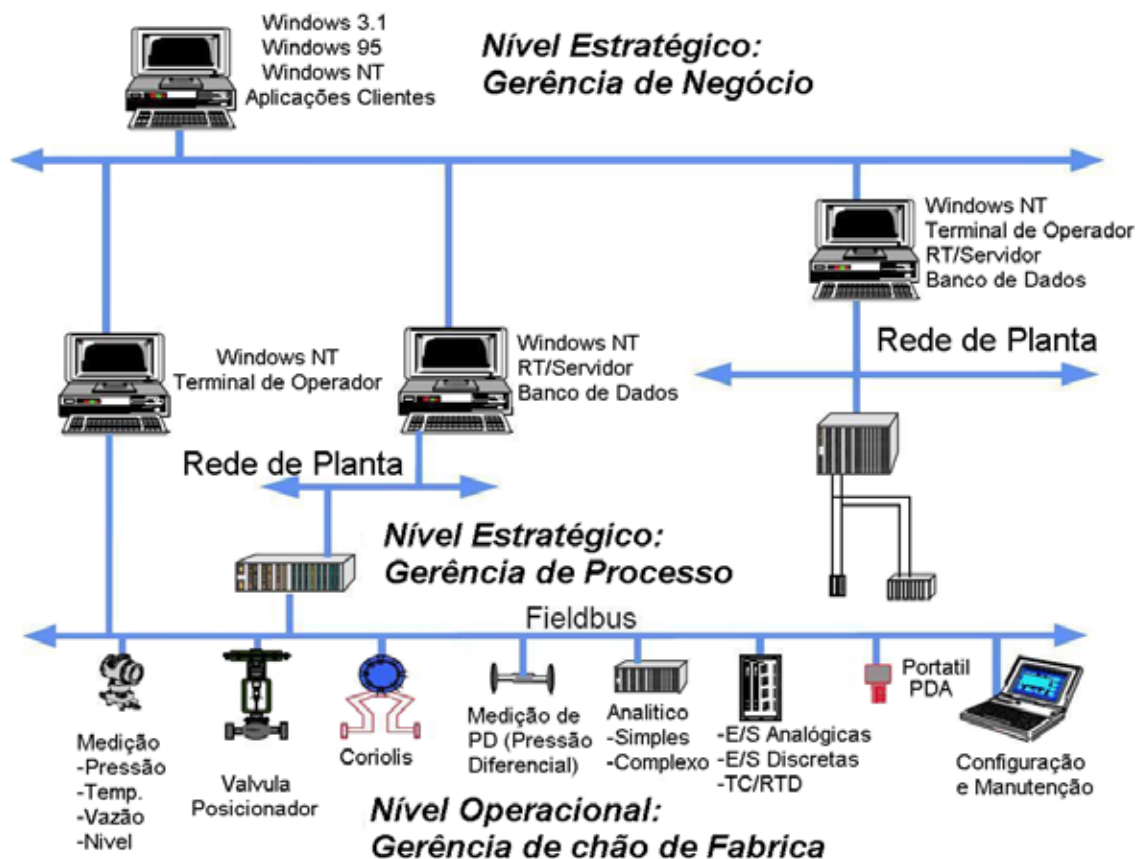 Windows 3.1
Windows 95
Windows NT
Aplicações Clientes
Nível Estratégico:
Gerência de Negócio
Windows NT
Terminal de Operador
RT/Servidor
Banco de Dados
Windows NT
Terminal de Operador
Windows NT
RT/Servidor
Banco de Dados
Rede de Planta
Rede de Planta
Nível Estratégico:
Gerência de Processo
Fieldbus
Medição
-Pressão
-Temp.
-Vazão
-Nivel
Valvula
Posicionador
Coriolis
Medição de
PD (Pressão
Diferencial)
Analitico
-Simples
-Complexo
-E/S Analógicas
-E/S Discretas
-TC/RTD
Portatil
PDA
Configuração
e Manutenção
Nível Operacional:
Gerência de chão de Fabrica